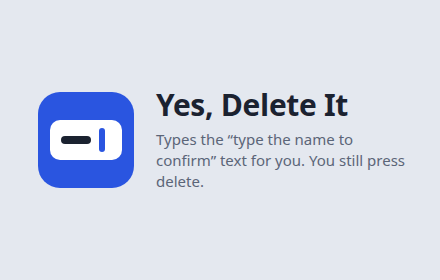 Yes, Delete It
Types the “type the name to
confirm” text for you. You still press
delete.